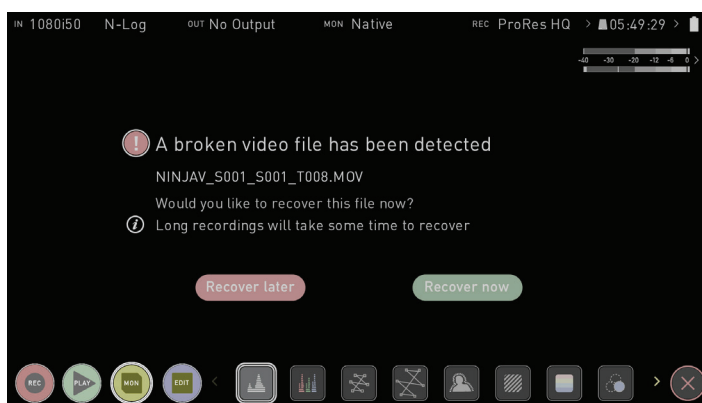 IN 1080i50 N-Log OUT No Output MON Native REC ProRes HQ > 05:49:29 >
-40 -30 -20 -12 -6 0 >
! A broken video file has been detected
NINJAV_S001_S001_T008.MOV
Would you like to recover this file now?
i Long recordings will take some time to recover
Recover later Recover now
REC PLAY MON EDIT